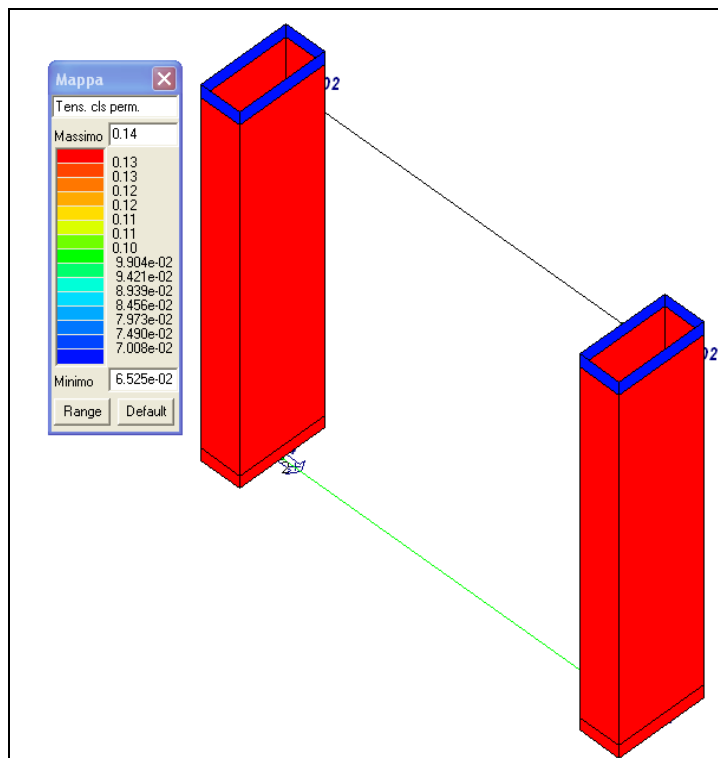 Mappa
Tens. cls perm.
Massimo 0.14
0.13
0.13
0.12
0.12
0.11
0.11
0.10
9.904e-02
9.421e-02
8.939e-02
8.456e-02
7.973e-02
7.490e-02
7.008e-02
Minimo 6.525e-02
Range Default
02
02